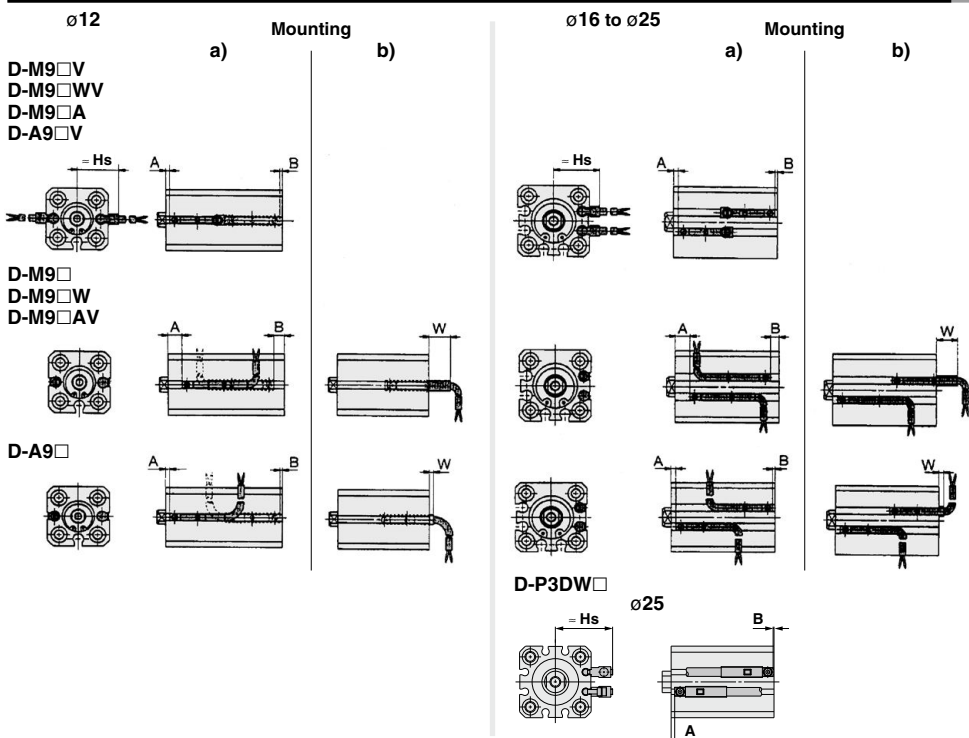 ø12
Mounting
a)
b)
D-M9□V
D-M9□WV
D-M9□A
D-A9□V
≈ Hs
A
B
D-M9□
D-M9□W
D-M9□AV
A
B
W
D-A9□
A
B
W
ø16 to ø25
Mounting
a)
b)
≈ Hs
A
B
A
B
W
A
B
W
D-P3DW□
ø25
≈ Hs
B
A